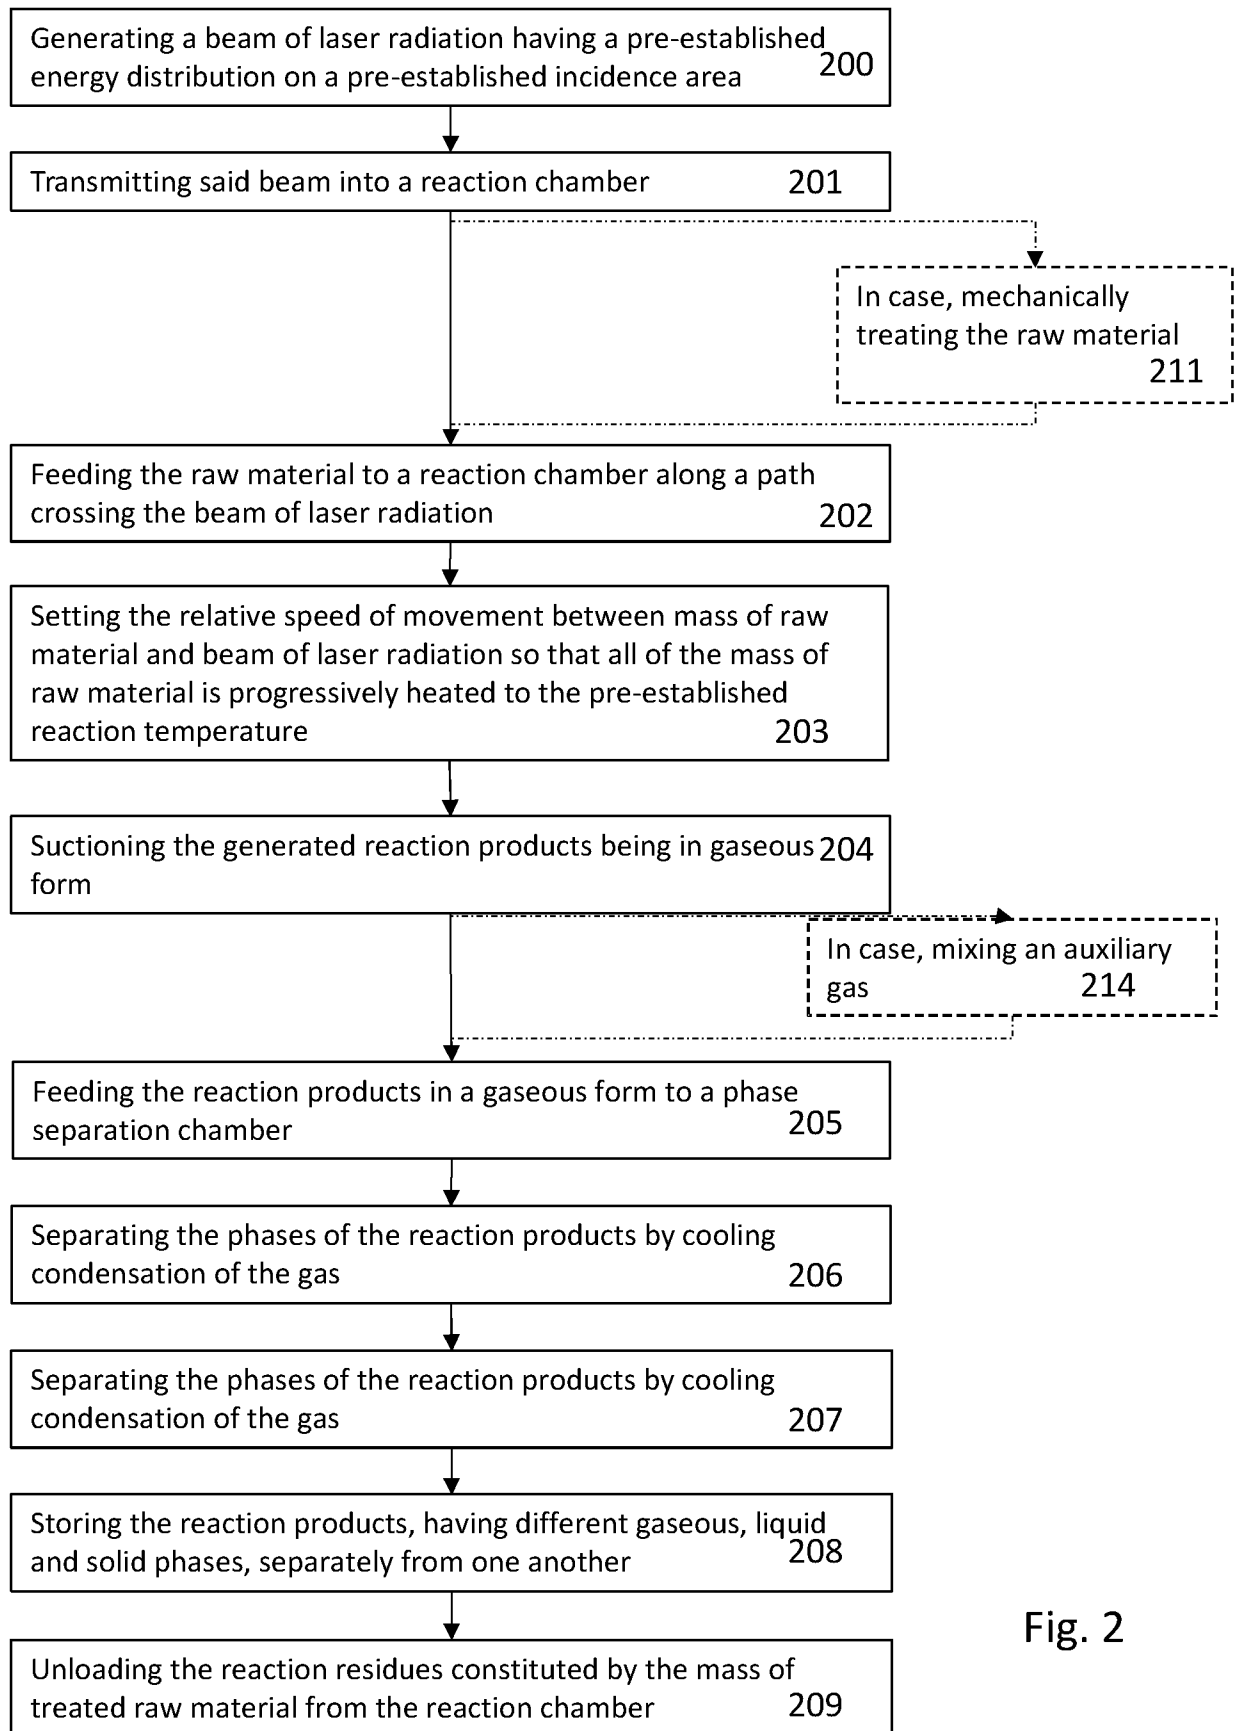 Generating a beam of laser radiation having a pre-established
energy distribution on a pre-established incidence area
200
Transmitting said beam into a reaction chamber 201
In case, mechanically
treating the raw material
211
Feeding the raw material to a reaction chamber along a path
crossing the beam of laser radiation 202
Setting the relative speed of movement between mass of raw
material and beam of laser radiation so that all of the mass of
raw material is progressively heated to the pre-established
reaction temperature 203
Suctioning the generated reaction products being in gaseous 204
form
In case, mixing an auxiliary
gas 214
Feeding the reaction products in a gaseous form to a phase
separation chamber 205
Separating the phases of the reaction products by cooling
condensation of the gas 206
Separating the phases of the reaction products by cooling
condensation of the gas 207
Storing the reaction products, having different gaseous, liquid
and solid phases, separately from one another 208
Unloading the reaction residues constituted by the mass of
treated raw material from the reaction chamber 209
Fig. 2